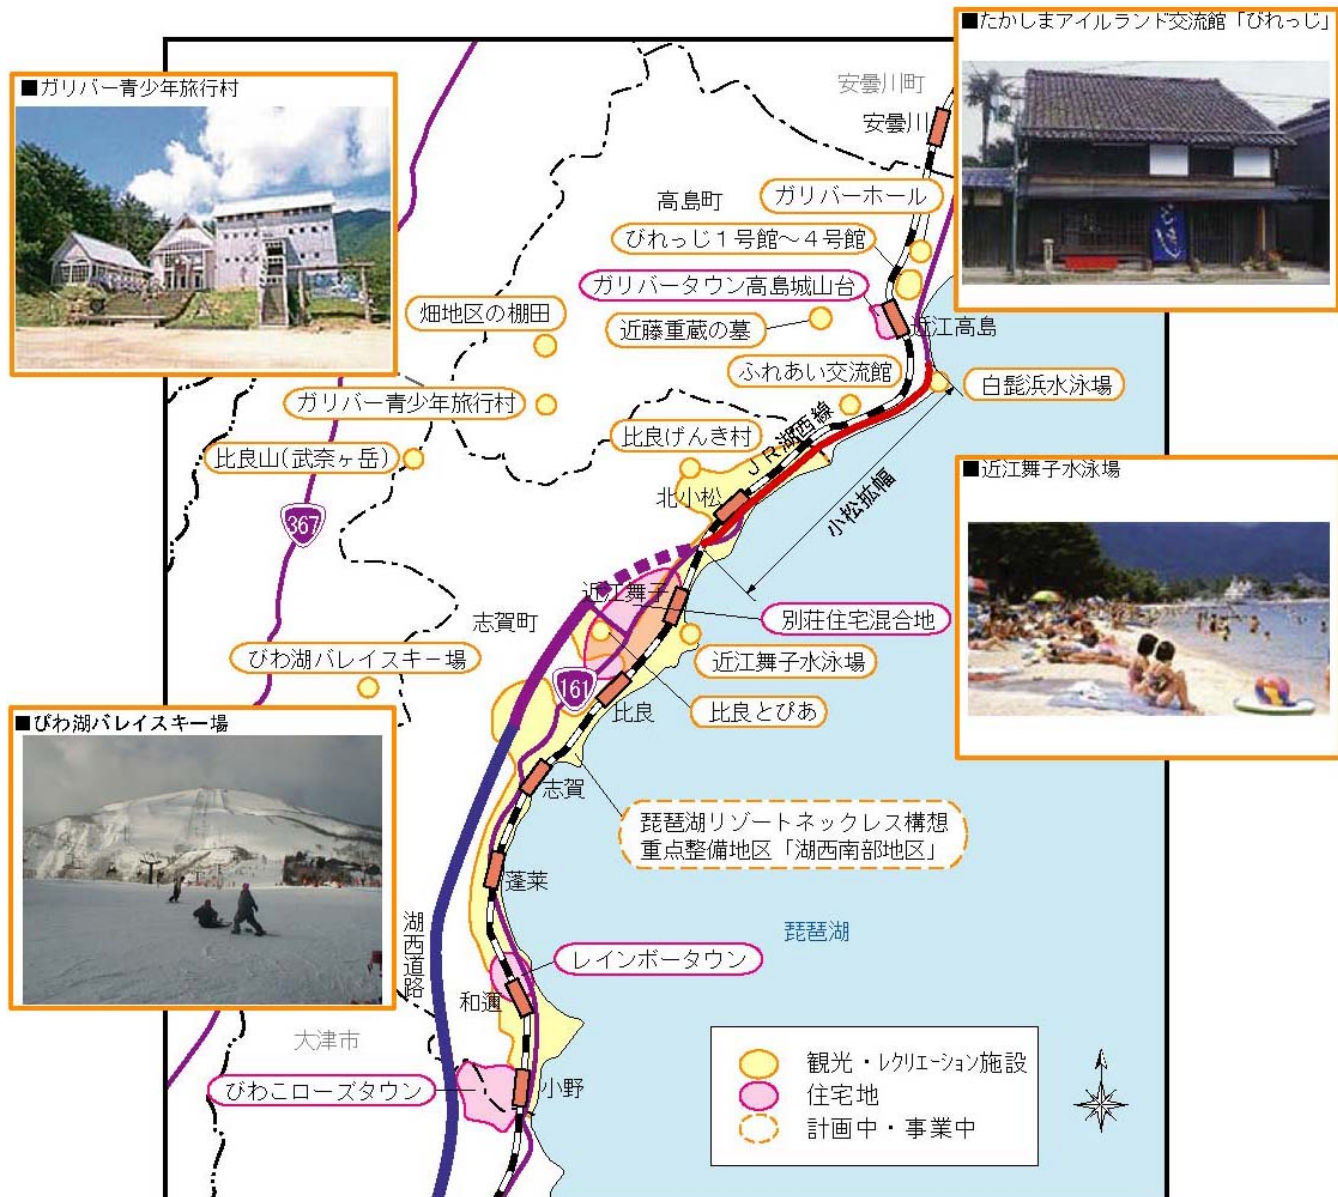 ■たかしまアイルランド交流館「びれっじ」
■ガリバー青少年旅行村
安曇川町
安曇川
高島町
ガリバーホール
びれっじ1号館～4号館
ガリバータウン高島城山台
畑地区の棚田
近藤重蔵の墓
近江高島
ふれあい交流館
白髭浜水泳場
ガリバー青少年旅行村
JR湖西線
比良げんき村
比良山(武奈ヶ岳)
■近江舞子水泳場
北小松
小松拡幅
367
近江舞子
志賀町
別荘住宅混合地
びわ湖バレイスキー場
近江舞子水泳場
161
比良
比良とぴあ
■びわ湖バレイスキー場
志賀
琵琶湖リゾートネックレス構想
重点整備地区「湖西南部地区」
蓬莱
湖西道路
琵琶湖
レインボータウン
和邇
大津市
びわこローズタウン
小野
観光・レクリエーション施設
住宅地
計画中・事業中